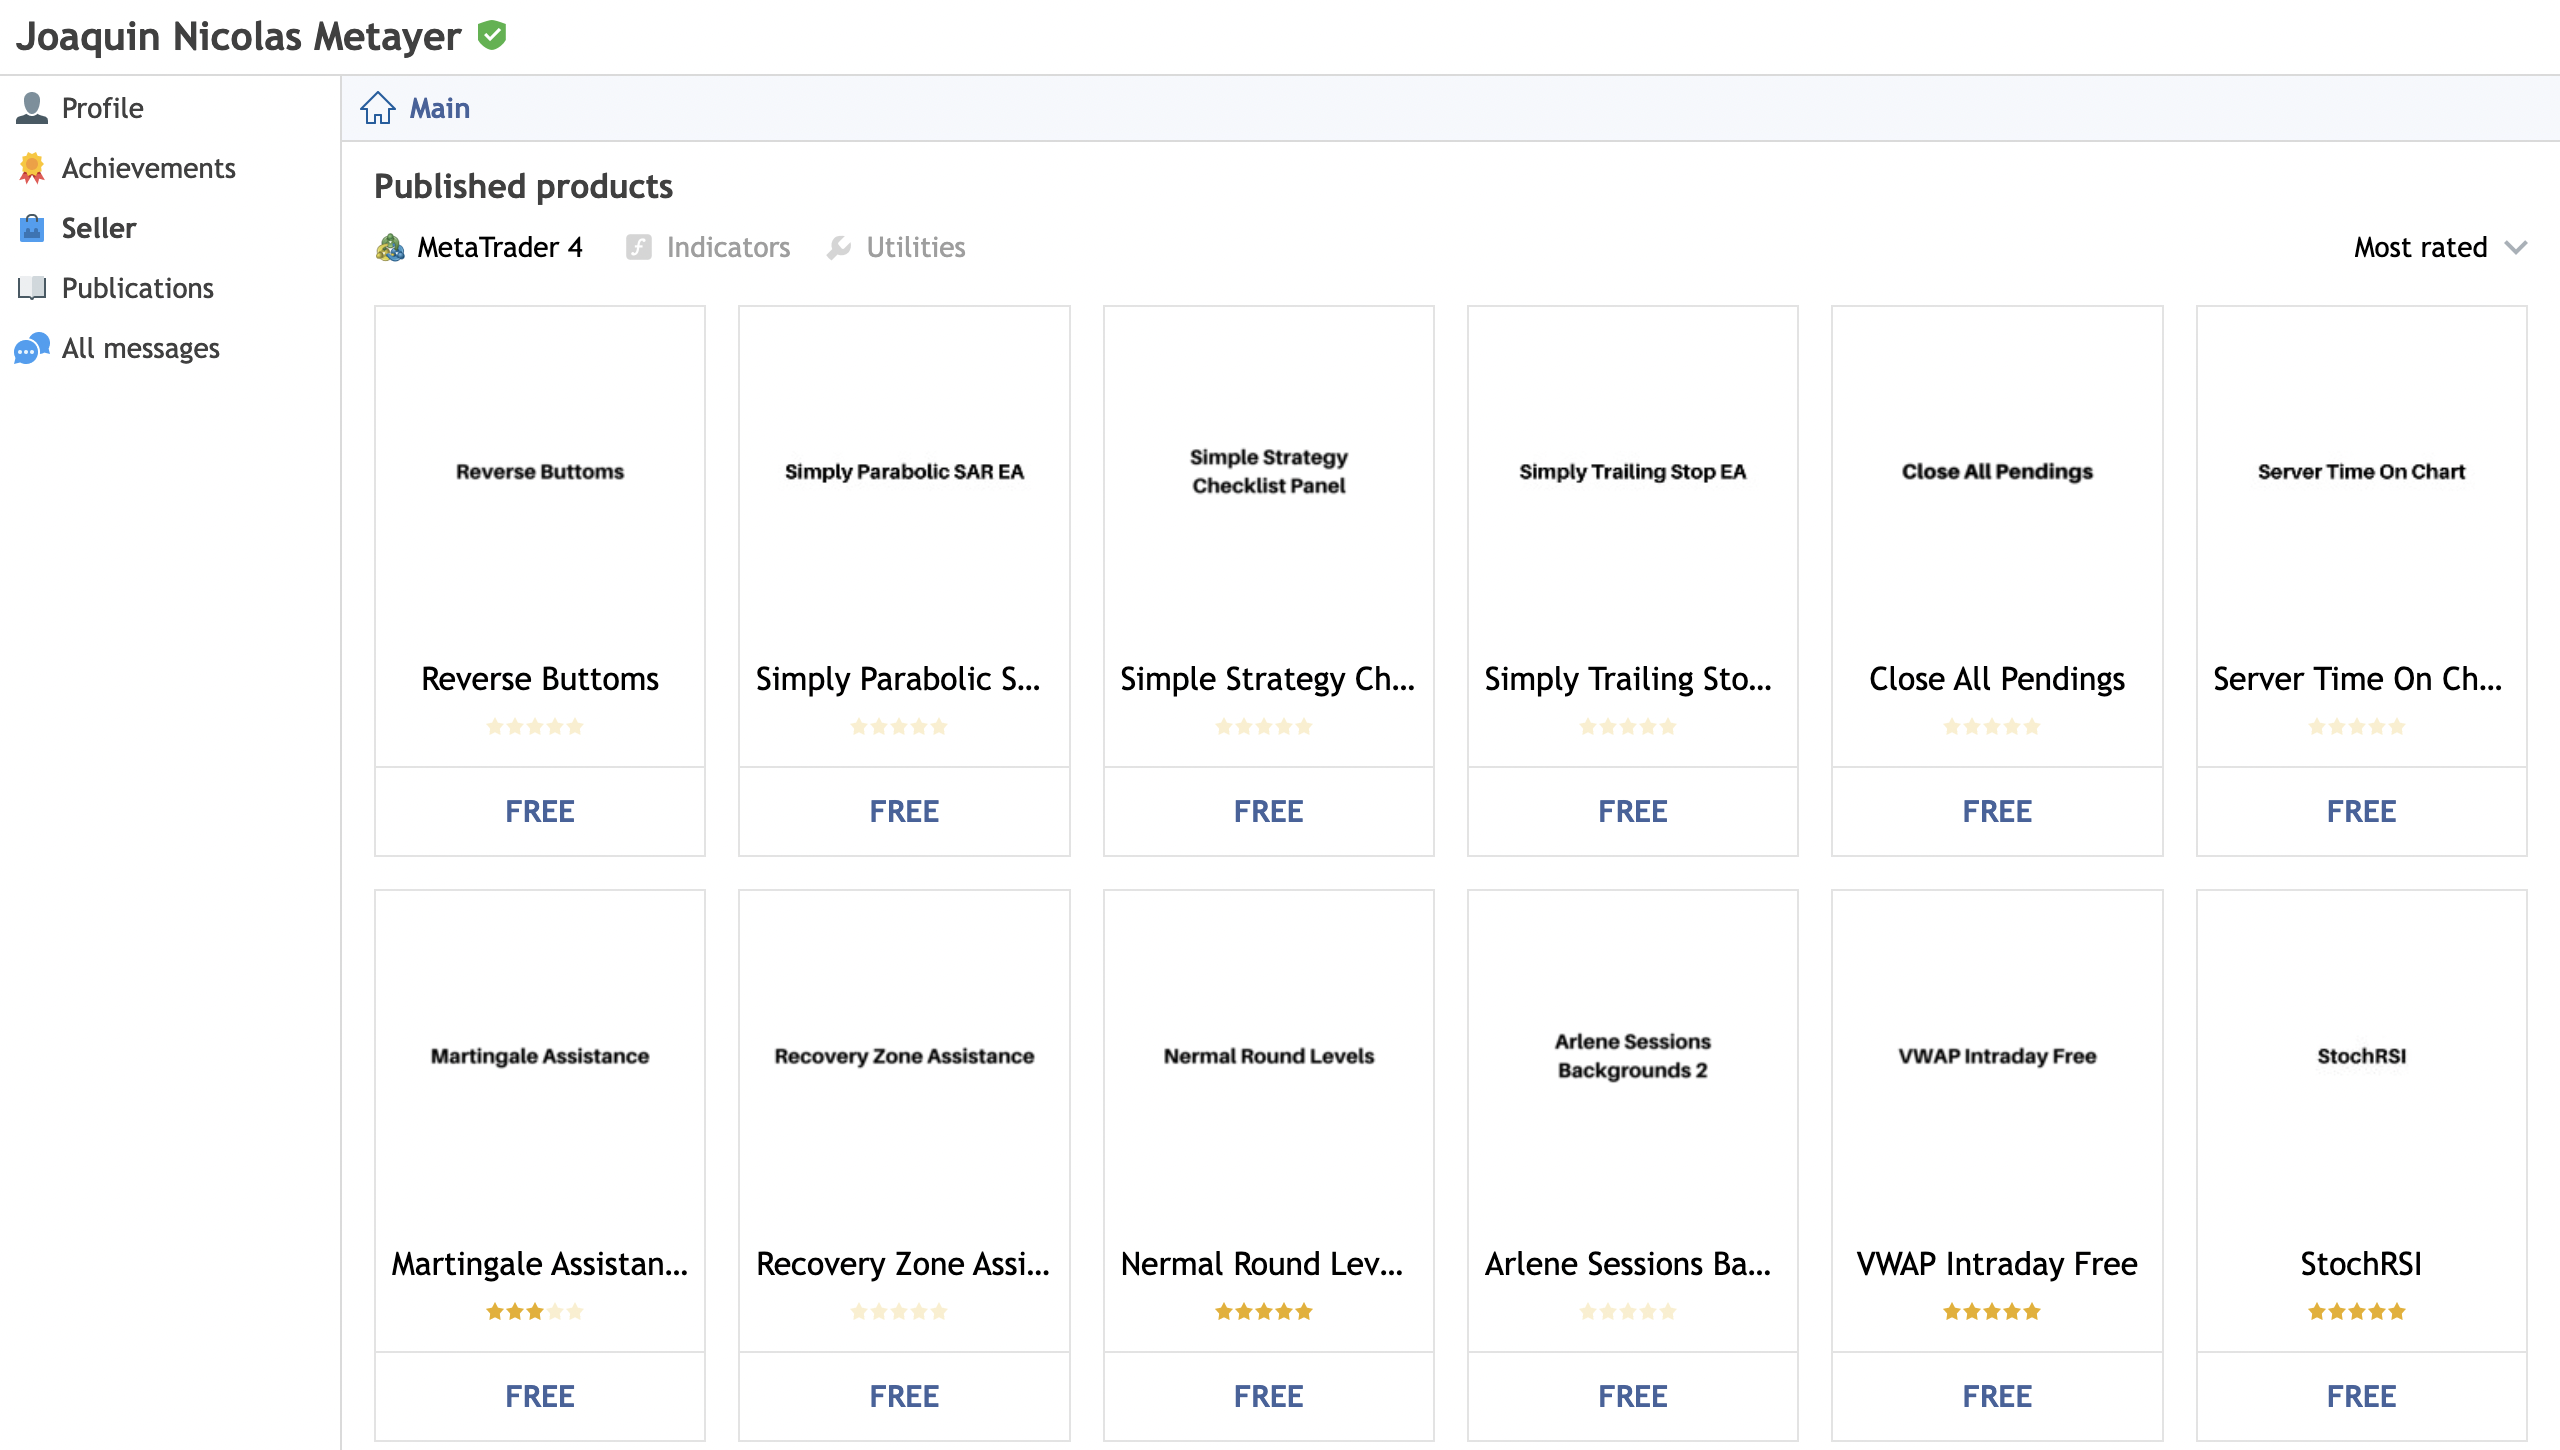 Joaquin Nicolas Metayer
Profile
Achievements
Seller
Publications
All messages
Main
Published products
MetaTrader 4
Indicators
Utilities
Most rated
Reverse Buttoms
Reverse Buttoms
FREE
Simply Parabolic SAR EA
Simply Parabolic S...
FREE
Simple Strategy
Checklist Panel
Simple Strategy Ch...
FREE
Simply Trailing Stop EA
Simply Trailing Sto...
FREE
Close All Pendings
Close All Pendings
FREE
Server Time On Chart
Server Time On Ch...
FREE
Martingale Assistance
Martingale Assistan...
FREE
Recovery Zone Assistance
Recovery Zone Assi...
FREE
Nermal Round Levels
Nermal Round Lev...
FREE
Arlene Sessions
Backgrounds 2
Arlene Sessions Ba...
FREE
VWAP Intraday Free
VWAP Intraday Free
FREE
StochRSI
StochRSI
FREE